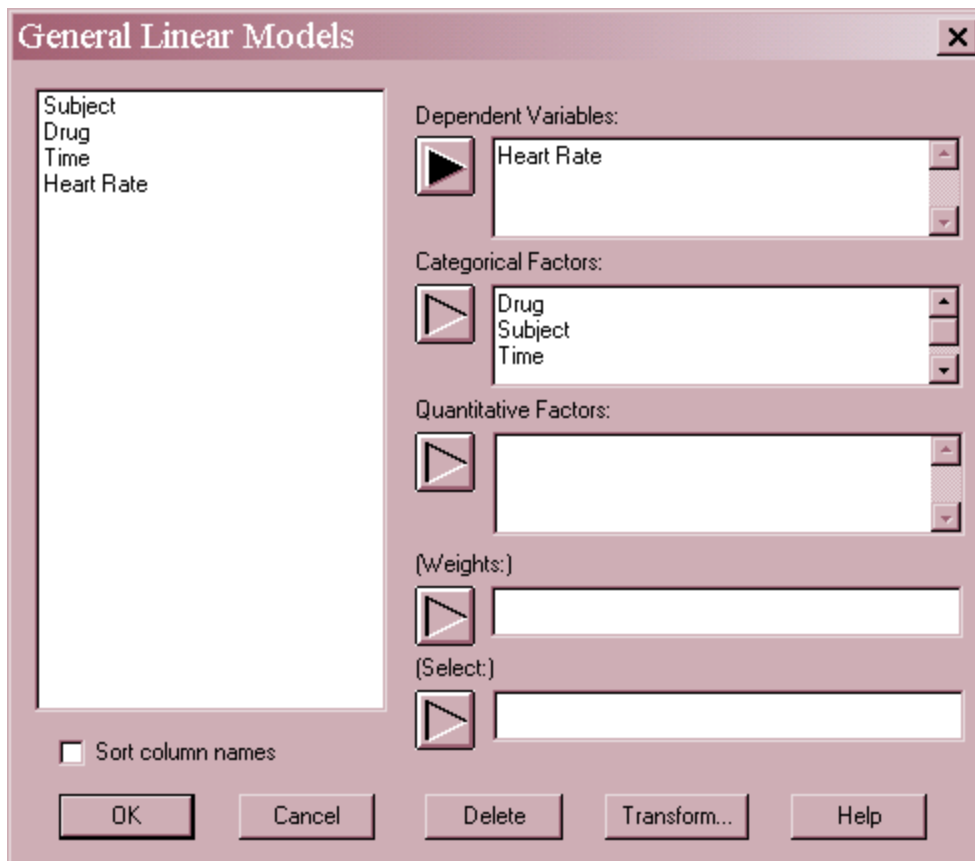 General Linear Models
Subject
Drug
Time
Heart Rate
Dependent Variables:
Heart Rate
Categorical Factors:
Drug
Subject
Time
Quantitative Factors:
(Weights:)
(Select:)
Sort column names
OK
Cancel
Delete
Transform...
Help